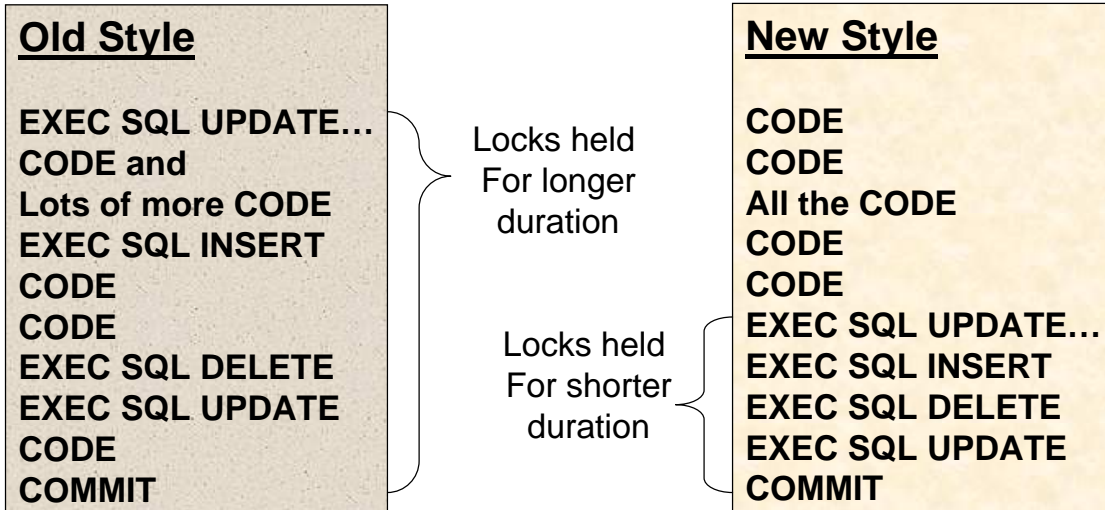 Old Style
EXEC SQL UPDATE…
CODE and
Lots of more CODE
EXEC SQL INSERT
CODE
CODE
EXEC SQL DELETE
EXEC SQL UPDATE
CODE
COMMIT
Locks held
For longer
duration
Locks held
For shorter
duration
New Style
CODE
CODE
All the CODE
CODE
CODE
EXEC SQL UPDATE…
EXEC SQL INSERT
EXEC SQL DELETE
EXEC SQL UPDATE
COMMIT